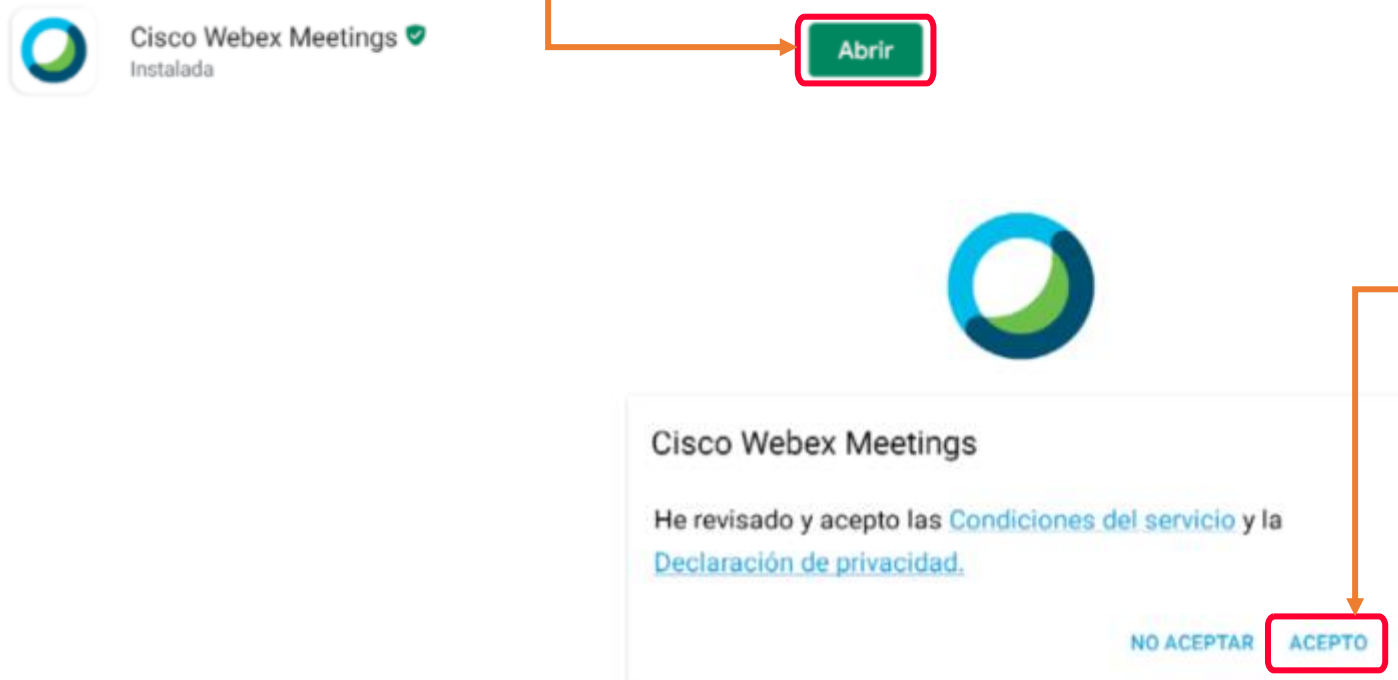 Cisco Webex Meetings
Instalada
Abrir
Cisco Webex Meetings
He revisado y acepto las Condiciones del servicio y la
Declaración de privacidad.
NO ACEPTAR ACEPTO